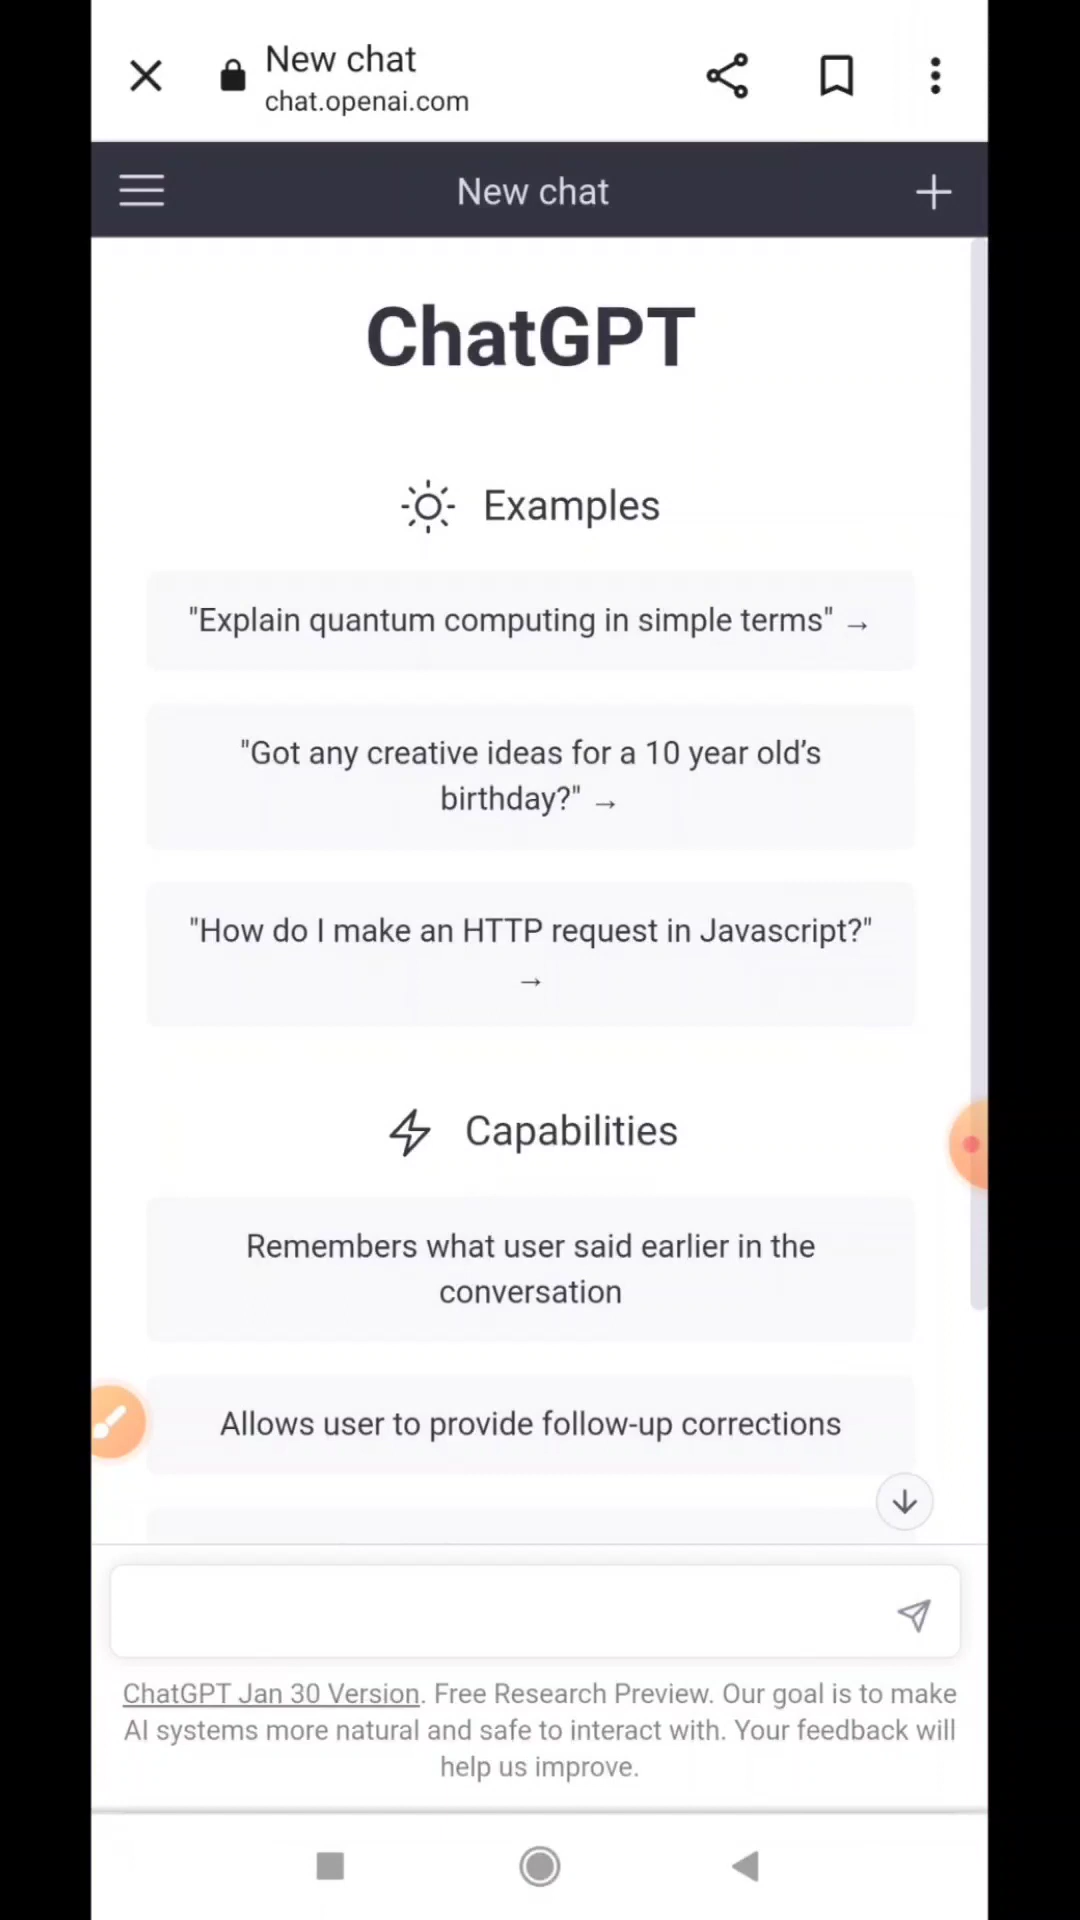 New chat
chat.openai.com
New chat
ChatGPT
Examples
"Explain quantum computing in simple terms" →
"Got any creative ideas for a 10 year old’s
birthday?" →
"How do I make an HTTP request in Javascript?"
→
Capabilities
Remembers what user said earlier in the
conversation
Allows user to provide follow-up corrections
ChatGPT Jan 30 Version. Free Research Preview. Our goal is to make
AI systems more natural and safe to interact with. Your feedback will
help us improve.